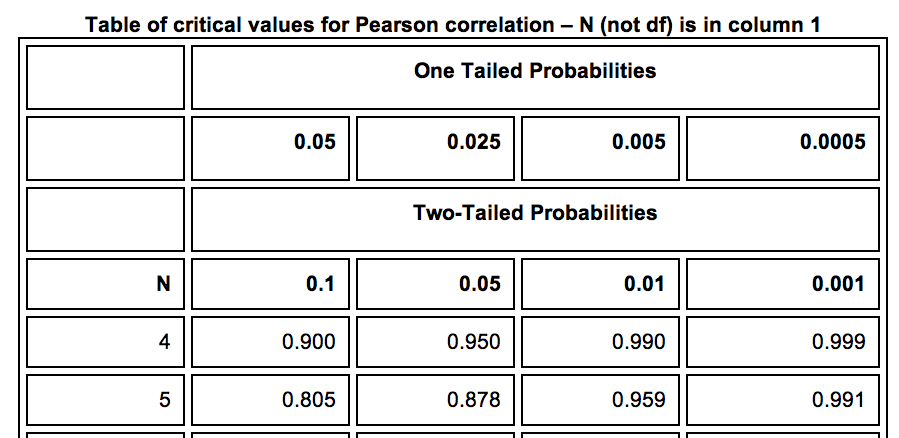 Table of critical values for Pearson correlation – N (not df) is in column 1
One Tailed Probabilities
0.05 0.025 0.005 0.0005
Two-Tailed Probabilities
N 0.1 0.05 0.01 0.001
4 0.900 0.950 0.990 0.999
5 0.805 0.878 0.959 0.991